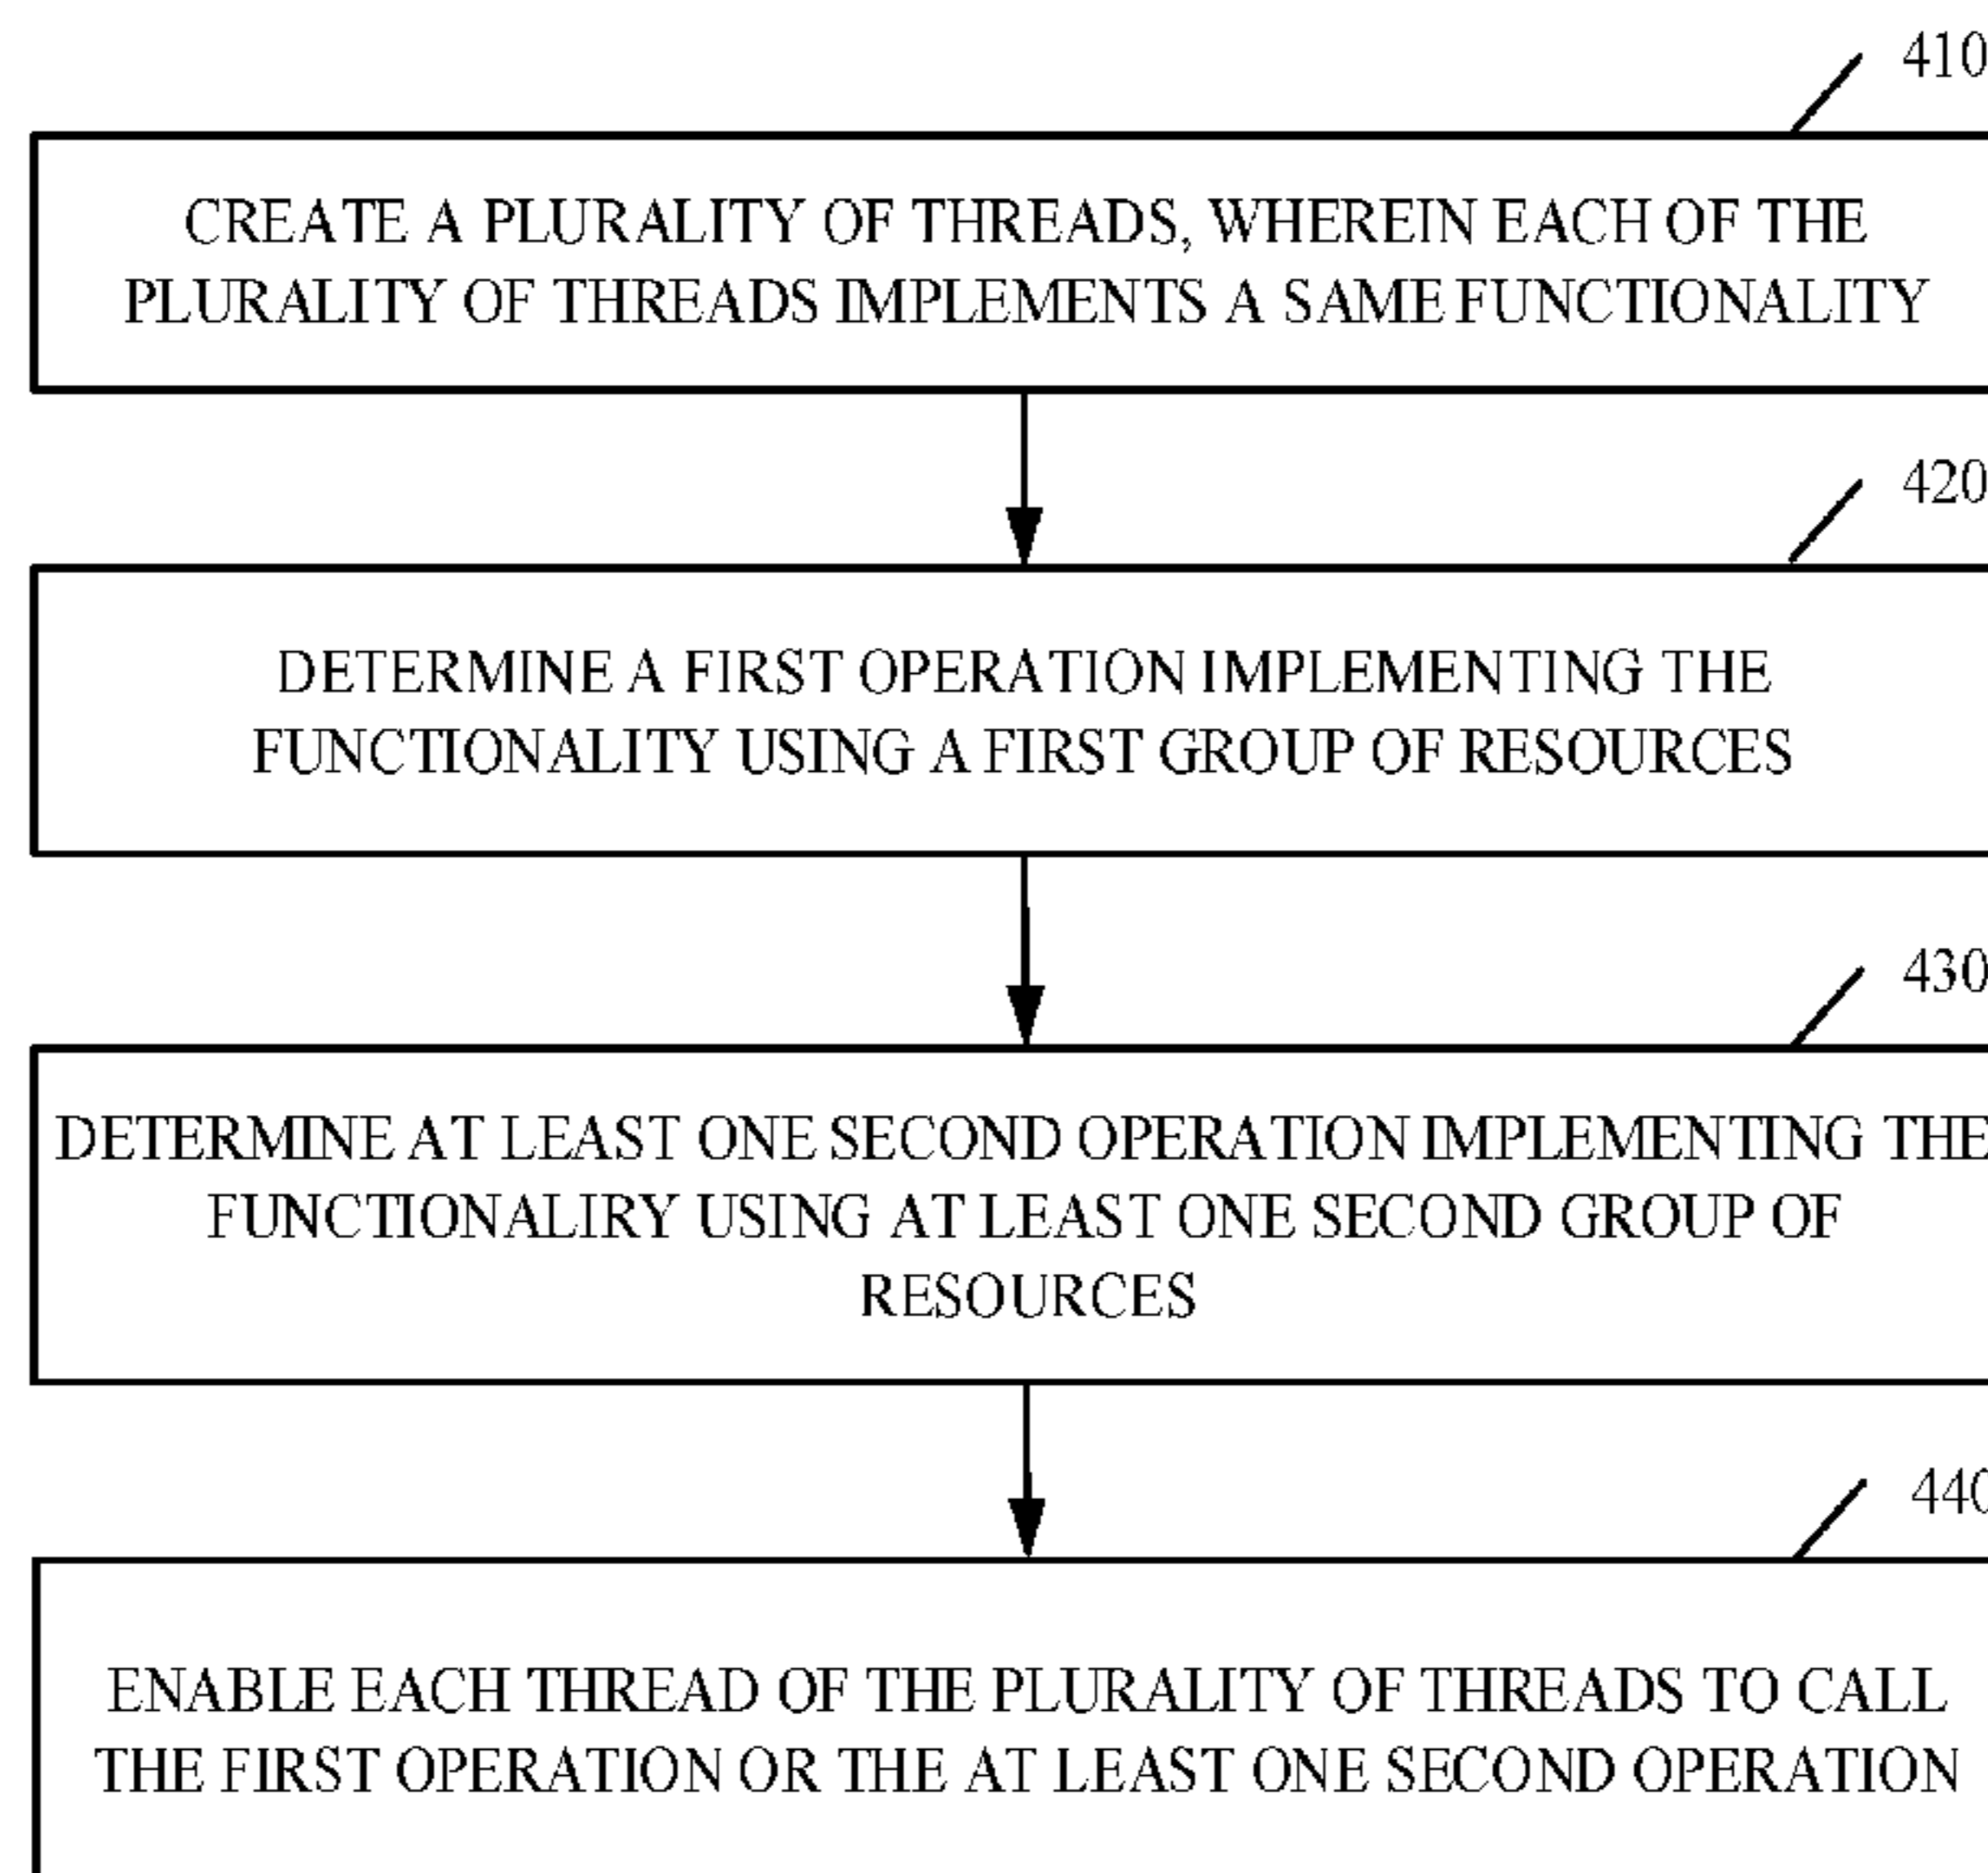 410
CREATE A PLURALITY OF THREADS, WHEREIN EACH OF THE
PLURALITY OF THREADS IMPLEMENTS A SAME FUNCTIONALITY
420
DETERMINE A FIRST OPERATION IMPLEMENTING THE
FUNCTIONALITY USING A FIRST GROUP OF RESOURCES
430
DETERMINE AT LEAST ONE SECOND OPERATION IMPLEMENTING THE
FUNCTIONALIRY USING AT LEAST ONE SECOND GROUP OF
RESOURCES
440
ENABLE EACH THREAD OF THE PLURALITY OF THREADS TO CALL
THE FIRST OPERATION OR THE AT LEAST ONE SECOND OPERATION